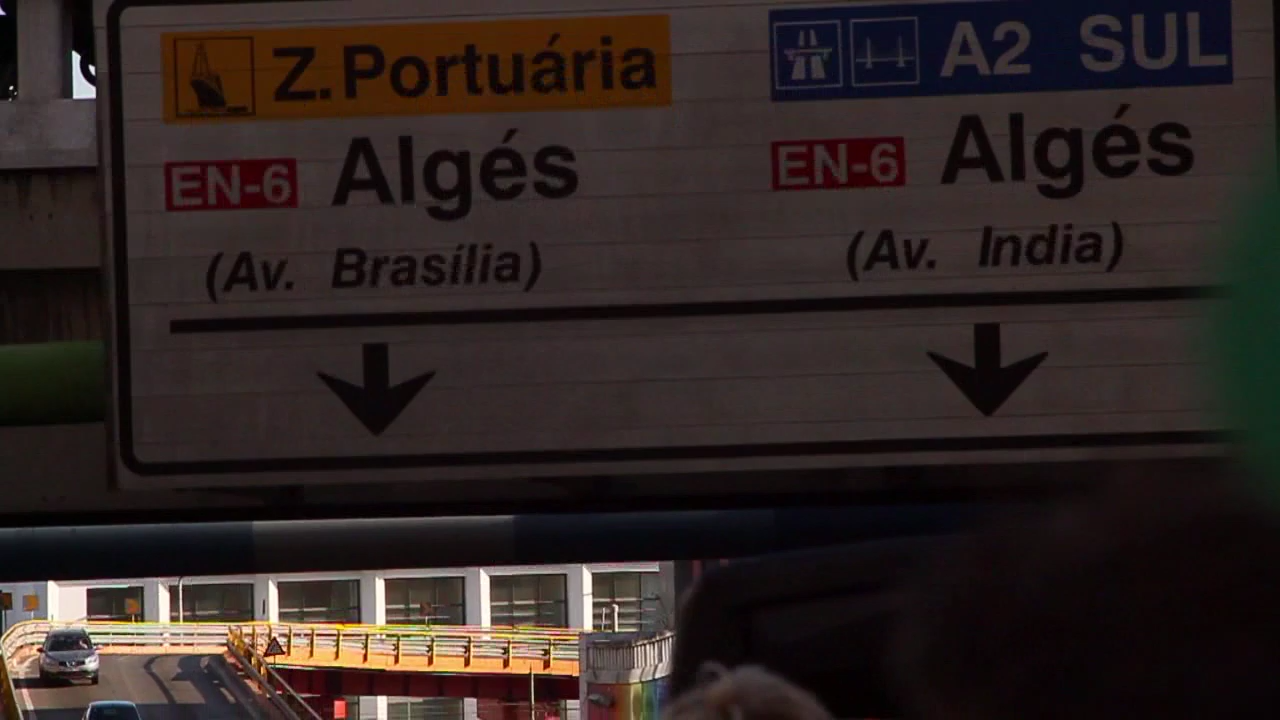 Z. Portuária
EN-6 Algés
(Av. Brasília)
A2 SUL
EN-6 Algés
(Av. India)